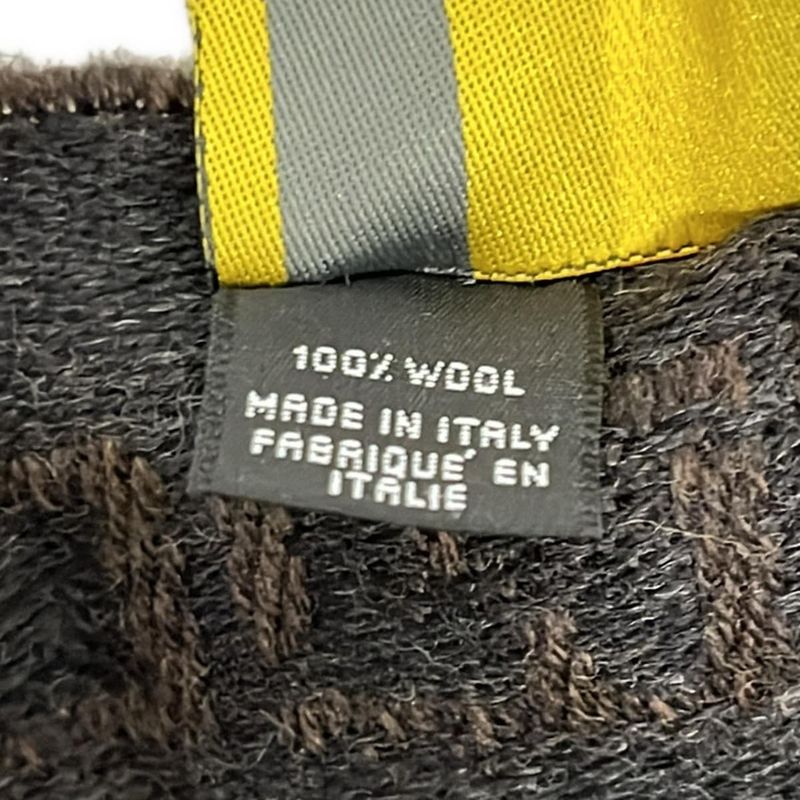 100% WOOL
MADE IN ITALY
FABRIQUE' EN
ITALIE